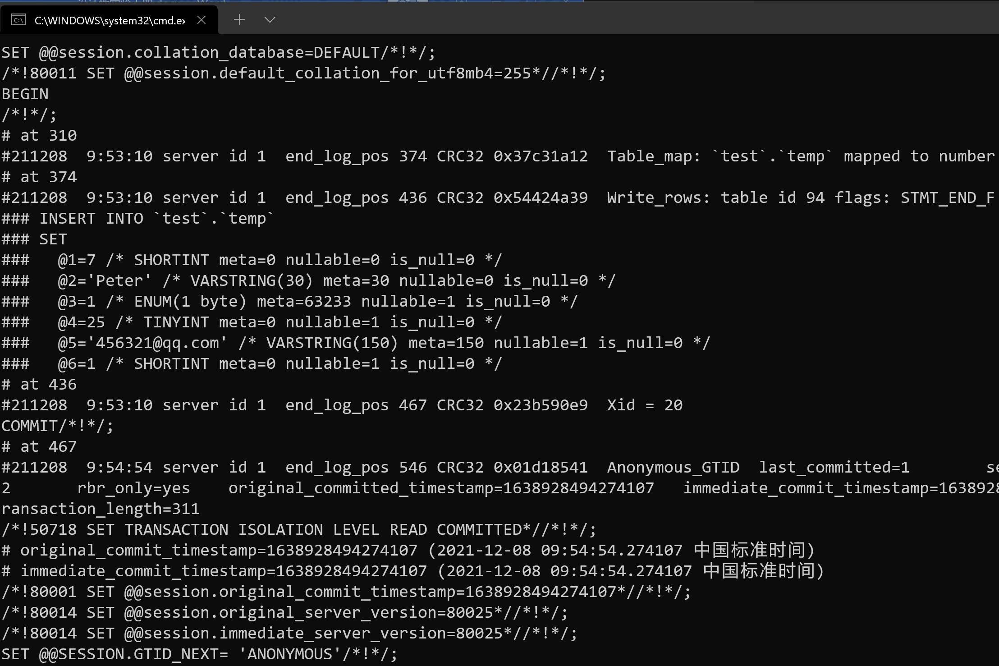 C:\WINDOWS\system32\cmd.ex
SET @@session.collation_database=DEFAULT/*!*/;
/*!80011 SET @@session.default_collation_for_utf8mb4=255*//*!*/;
BEGIN
/*!*/;
# at 310
#211208  9:53:10 server id 1  end_log_pos 374 CRC32 0x37c31a12  Table_map: `test`.`temp` mapped to number
# at 374
#211208  9:53:10 server id 1  end_log_pos 436 CRC32 0x54424a39  Write_rows: table id 94 flags: STMT_END_F
### INSERT INTO `test`.`temp`
### SET
###   @1=7 /* SHORTINT meta=0 nullable=0 is_null=0 */
###   @2='Peter' /* VARSTRING(30) meta=30 nullable=0 is_null=0 */
###   @3=1 /* ENUM(1 byte) meta=63233 nullable=1 is_null=0 */
###   @4=25 /* TINYINT meta=0 nullable=1 is_null=0 */
###   @5='456321@qq.com' /* VARSTRING(150) meta=150 nullable=1 is_null=0 */
###   @6=1 /* SHORTINT meta=0 nullable=1 is_null=0 */
# at 436
#211208  9:53:10 server id 1  end_log_pos 467 CRC32 0x23b590e9  Xid = 20
COMMIT/*!*/;
# at 467
#211208  9:54:54 server id 1  end_log_pos 546 CRC32 0x01d18541  Anonymous_GTID  last_committed=1        se
2       rbr_only=yes    original_committed_timestamp=1638928494274107   immediate_commit_timestamp=1638928
ransaction_length=311
/*!50718 SET TRANSACTION ISOLATION LEVEL READ COMMITTED*//*!*/;
# original_commit_timestamp=1638928494274107 (2021-12-08 09:54:54.274107 中国标准时间)
# immediate_commit_timestamp=1638928494274107 (2021-12-08 09:54:54.274107 中国标准时间)
/*!80001 SET @@session.original_commit_timestamp=1638928494274107*//*!*/;
/*!80014 SET @@session.original_server_version=80025*//*!*/;
/*!80014 SET @@session.immediate_server_version=80025*//*!*/;
SET @@SESSION.GTID_NEXT= 'ANONYMOUS'/*!*/;